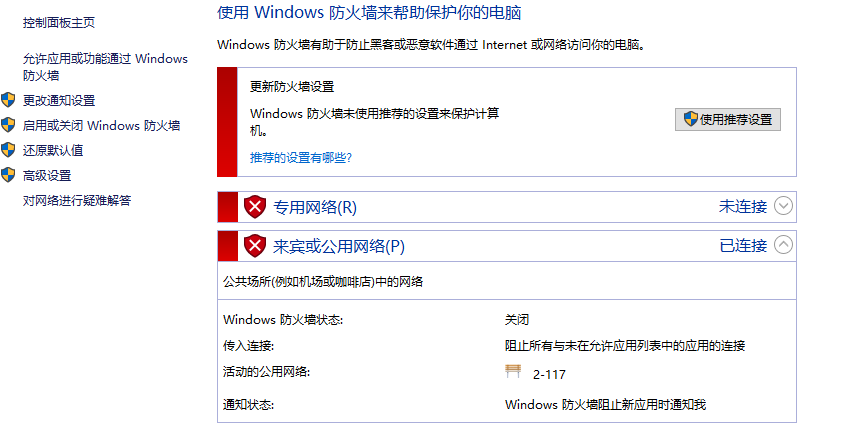 控制面板主页
允许应用或功能通过 Windows
防火墙
更改通知设置
启用或关闭 Windows 防火墙
还原默认值
高级设置
对网络进行疑难解答
使用 Windows 防火墙来帮助保护你的电脑
Windows 防火墙有助于防止黑客或恶意软件通过 Internet 或网络访问你的电脑。
更新防火墙设置
Windows 防火墙未使用推荐的设置来保护计算
机。
使用推荐设置
推荐的设置有哪些?
专用网络(R) 未连接
来宾或公用网络(P) 已连接
公共场所(例如机场或咖啡店)中的网络
Windows 防火墙状态: 关闭
传入连接: 阻止所有与未在允许应用列表中的应用的连接
活动的公用网络: 2-117
通知状态: Windows 防火墙阻止新应用时通知我